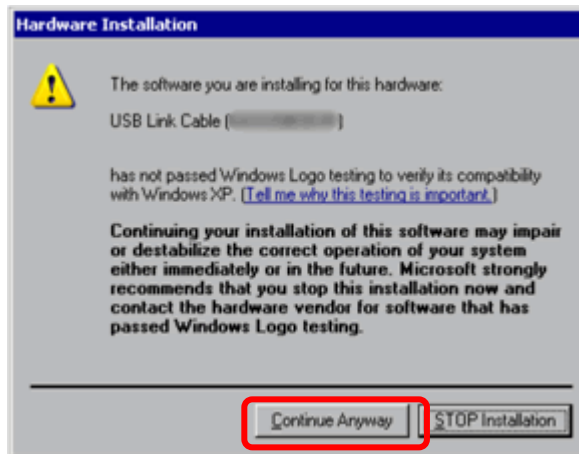 Hardware Installation
The software you are installing for this hardware:
USB Link Cable ( )
has not passed Windows Logo testing to verify its compatibility
with Windows XP. (Tell me why this testing is important.)
Continuing your installation of this software may impair
or destabilize the correct operation of your system
either immediately or in the future. Microsoft strongly
recommends that you stop this installation now and
contact the hardware vendor for software that has
passed Windows Logo testing.
Continue Anyway STOP Installation